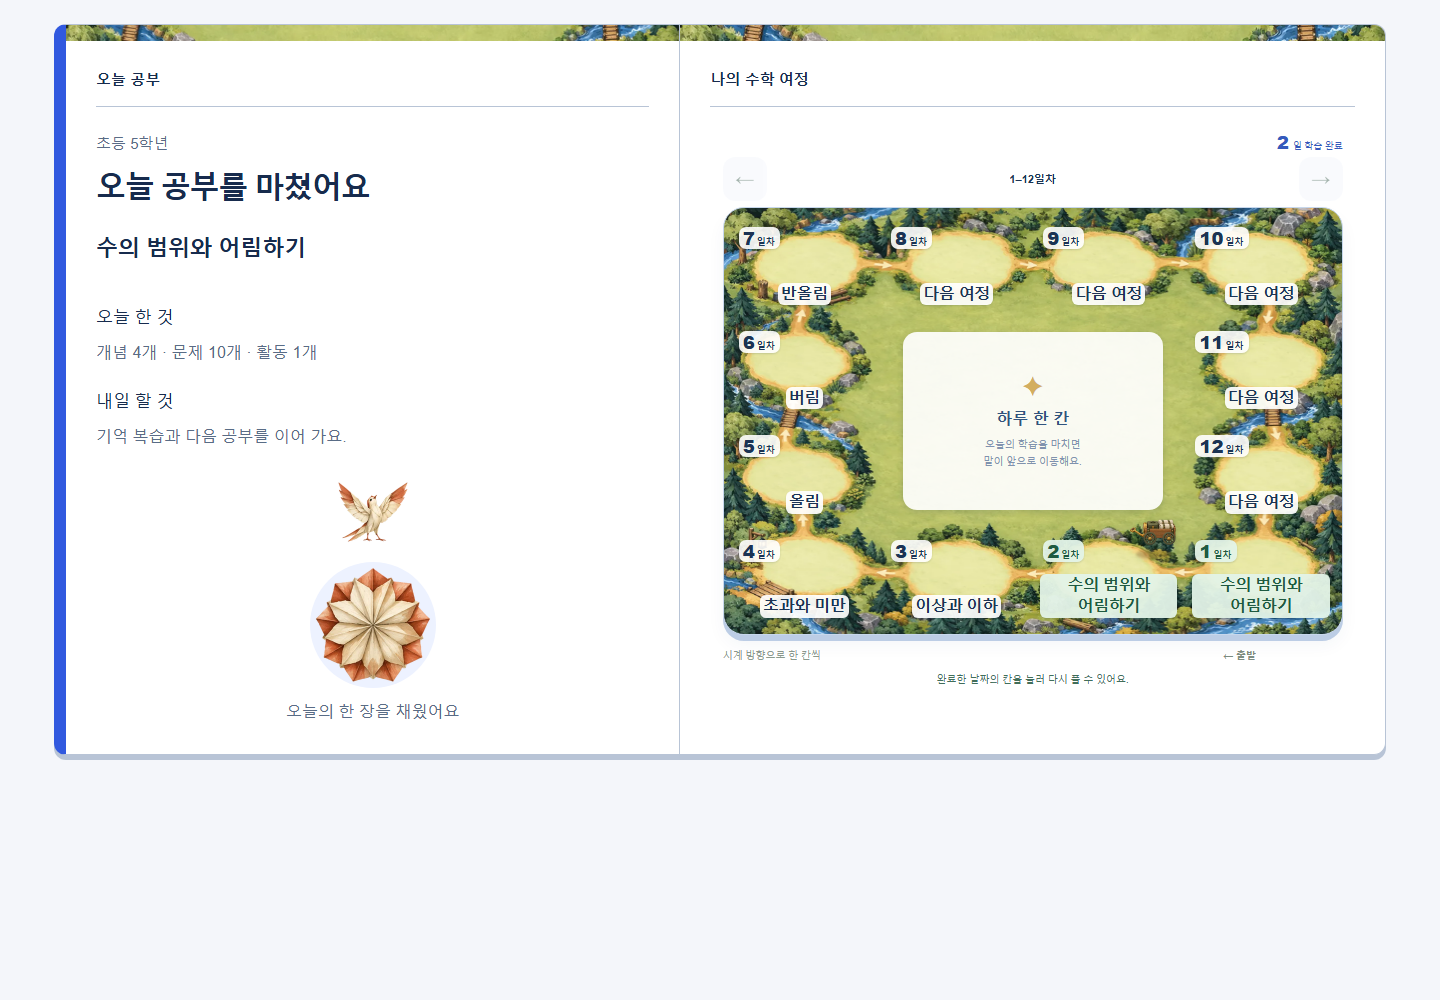 오늘 공부
초등 5학년
오늘 공부를 마쳤어요
수의 범위와 어림하기
오늘 한 것
개념 4개 · 문제 10개 · 활동 1개
내일 할 것
기억 복습과 다음 공부를 이어 가요.
오늘의 한 장을 채웠어요
나의 수학 여정
2 일 학습 완료
←
1–12일차
→
7 일차
반올림
8 일차
다음 여정
9 일차
다음 여정
10 일차
다음 여정
6 일차
버림
11 일차
다음 여정
하루 한 칸
오늘의 학습을 마치면
말이 앞으로 이동해요.
5 일차
올림
12 일차
다음 여정
4 일차
초과와 미만
3 일차
이상과 이하
2 일차
수의 범위와
어림하기
1 일차
수의 범위와
어림하기
시계 방향으로 한 칸씩
← 출발
완료한 날짜의 칸을 눌러 다시 풀 수 있어요.